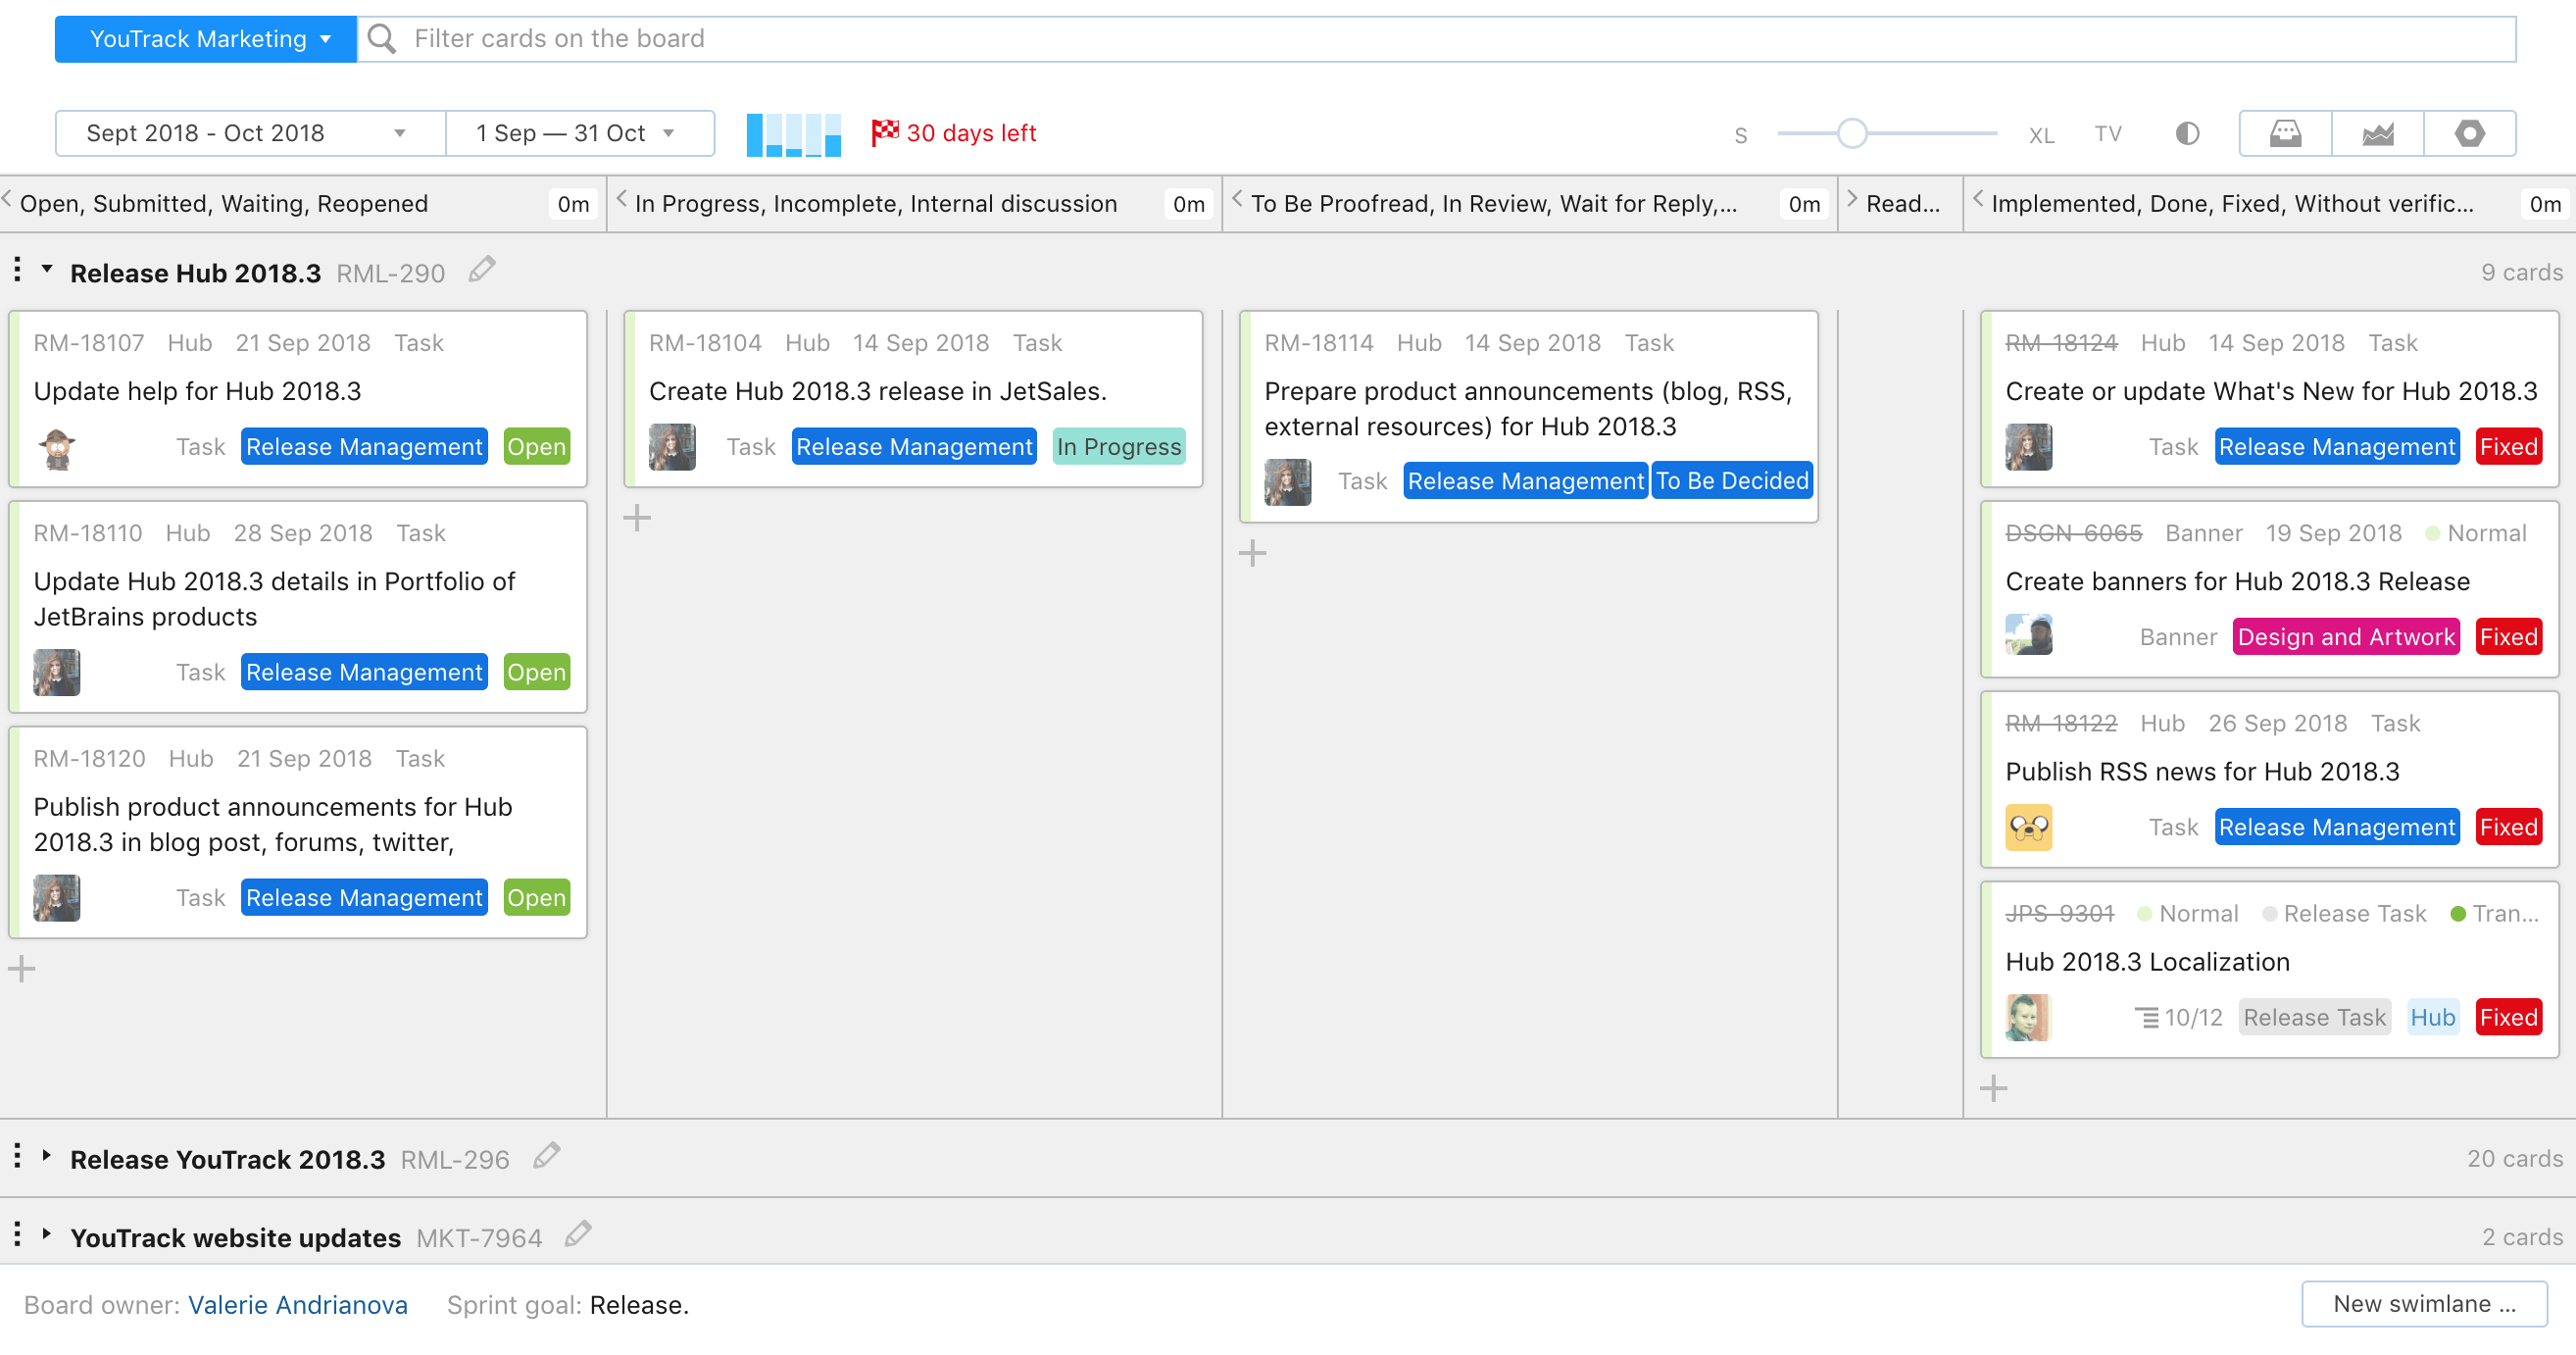 YouTrack Marketing
Filter cards on the board
Sept 2018 - Oct 2018
1 Sep — 31 Oct
30 days left
S
XL
TV
Open, Submitted, Waiting, Reopened
0m
In Progress, Incomplete, Internal discussion
0m
To Be Proofread, In Review, Wait for Reply,...
0m
Read...
Implemented, Done, Fixed, Without verific...
0m
Release Hub 2018.3 RML-290
9 cards
RM-18107 Hub 21 Sep 2018 Task
Update help for Hub 2018.3
Task Release Management Open
RM-18110 Hub 28 Sep 2018 Task
Update Hub 2018.3 details in Portfolio of
JetBrains products
Task Release Management Open
RM-18120 Hub 21 Sep 2018 Task
Publish product announcements for Hub
2018.3 in blog post, forums, twitter,
Task Release Management Open
RM-18104 Hub 14 Sep 2018 Task
Create Hub 2018.3 release in JetSales.
Task Release Management In Progress
RM-18114 Hub 14 Sep 2018 Task
Prepare product announcements (blog, RSS,
external resources) for Hub 2018.3
Task Release Management To Be Decided
RM-18124 Hub 14 Sep 2018 Task
Create or update What's New for Hub 2018.3
Task Release Management Fixed
DSGN-6065 Banner 19 Sep 2018 Normal
Create banners for Hub 2018.3 Release
Banner Design and Artwork Fixed
RM-18122 Hub 26 Sep 2018 Task
Publish RSS news for Hub 2018.3
Task Release Management Fixed
JPS-9301 Normal Release Task Tran...
Hub 2018.3 Localization
10/12 Release Task Hub Fixed
Release YouTrack 2018.3 RML-296
20 cards
YouTrack website updates MKT-7964
2 cards
Board owner: Valerie Andrianova Sprint goal: Release.
New swimlane ...